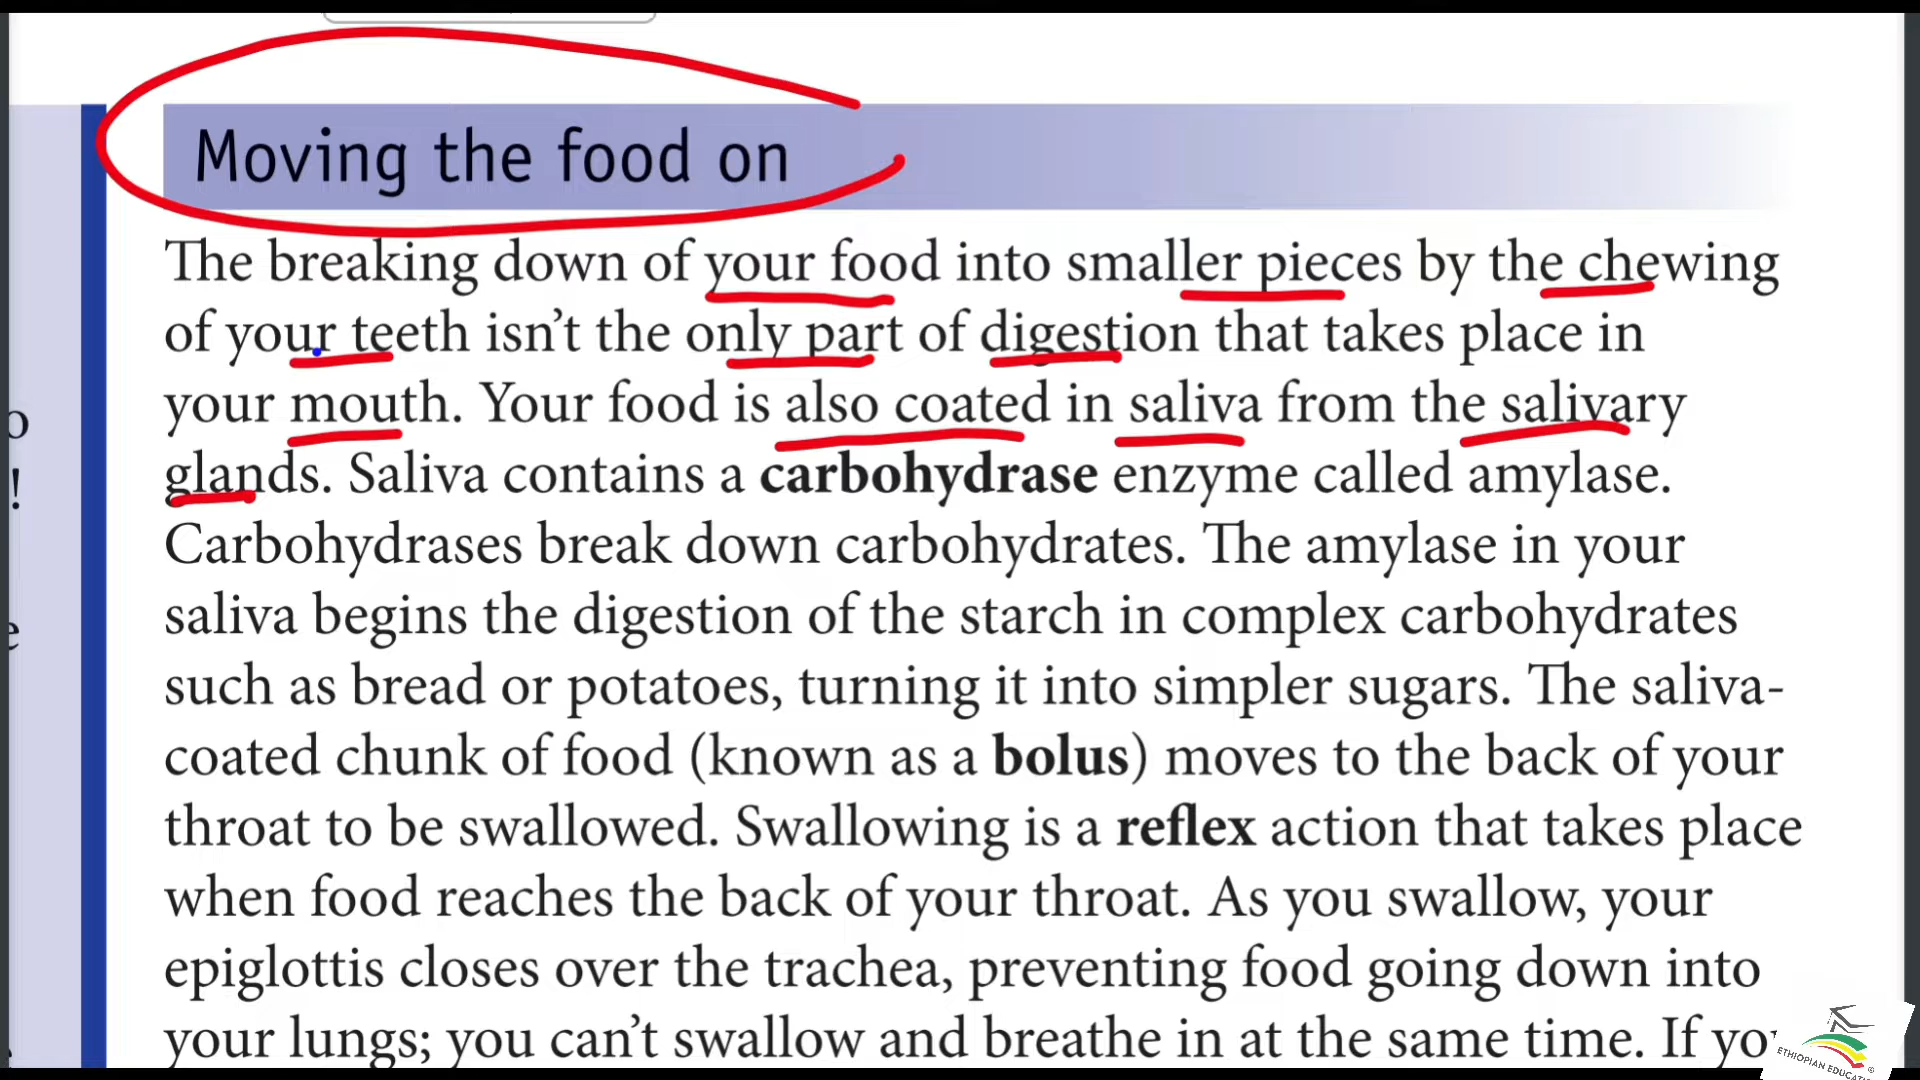 Moving the food on
The breaking down of your food into smaller pieces by the chewing
of your teeth isn’t the only part of digestion that takes place in
your mouth. Your food is also coated in saliva from the salivary
glands. Saliva contains a carbohydrase enzyme called amylase.
Carbohydrases break down carbohydrates. The amylase in your
saliva begins the digestion of the starch in complex carbohydrates
such as bread or potatoes, turning it into simpler sugars. The saliva-
coated chunk of food (known as a bolus) moves to the back of your
throat to be swallowed. Swallowing is a reflex action that takes place
when food reaches the back of your throat. As you swallow, your
epiglottis closes over the trachea, preventing food going down into
your lungs; you can’t swallow and breathe in at the same time. If
ETHIOPIAN